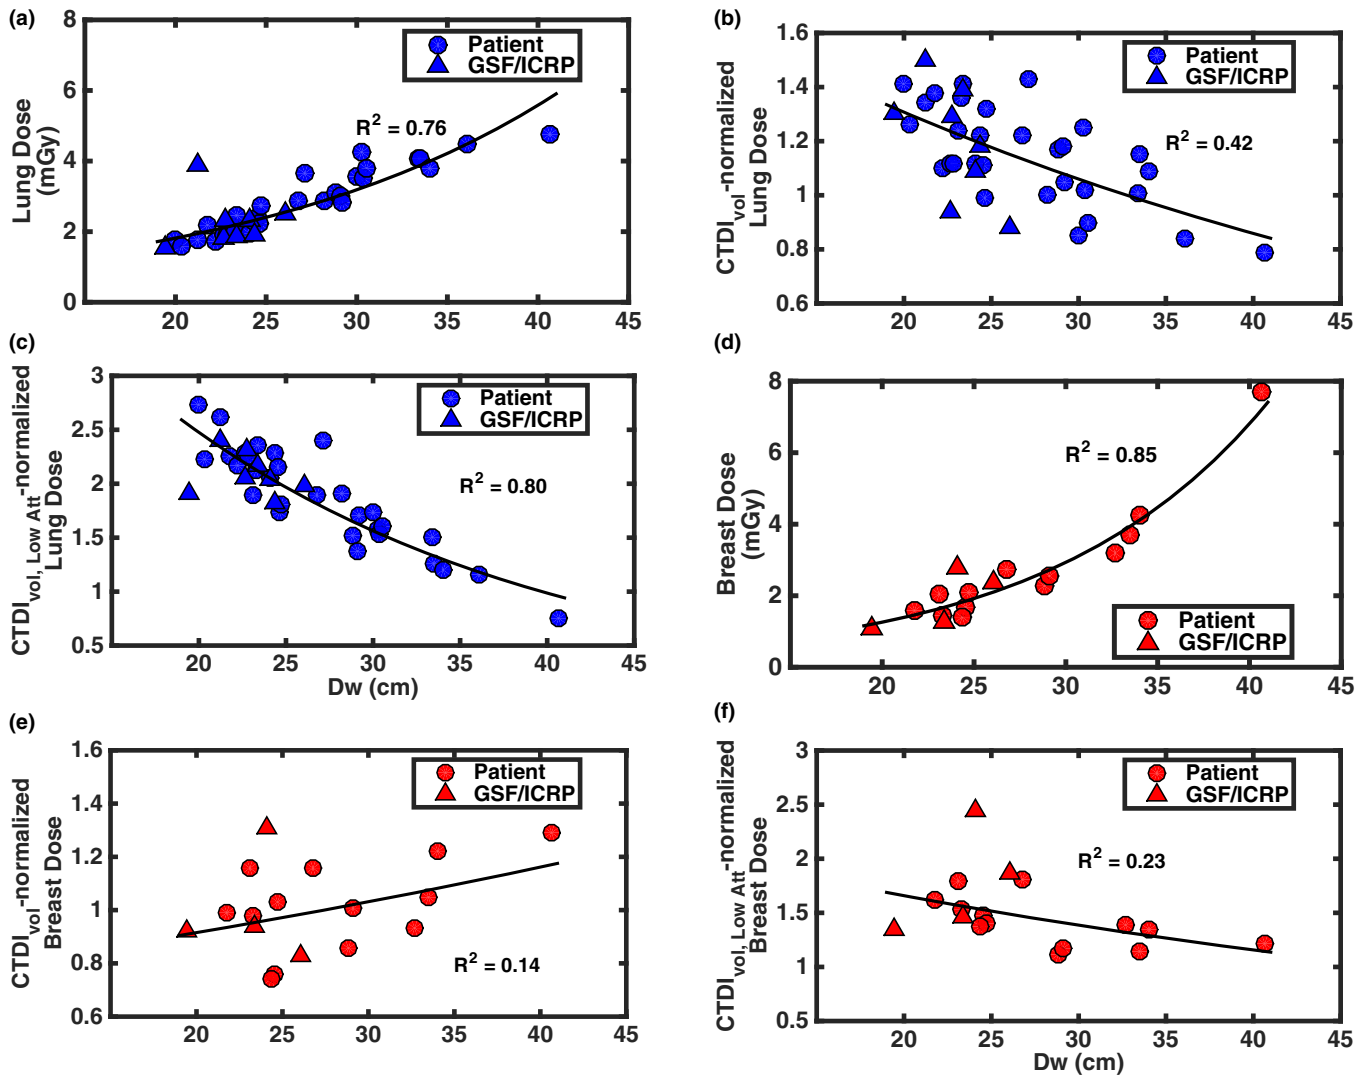 (a)
8
6
4
2
0
Lung Dose
(mGy)
Patient
GSF/ICRP
R² = 0.76
20 25 30 35 40 45
(b)
1.6
1.4
1.2
1.0
0.8
0.6
CTDIvol-normalized
Lung Dose
Patient
GSF/ICRP
R² = 0.42
20 25 30 35 40 45
(c)
3
2.5
2
1.5
1
0.5
CTDIvol, Low Att-normalized
Lung Dose
Patient
GSF/ICRP
R² = 0.80
20 25 30 35 40 45
Dw (cm)
(d)
8
6
4
2
0
Breast Dose
(mGy)
R² = 0.85
Patient
GSF/ICRP
20 25 30 35 40 45
(e)
1.6
1.4
1.2
1
0.8
0.6
CTDIvol-normalized
Breast Dose
Patient
GSF/ICRP
R² = 0.14
20 25 30 35 40 45
(f)
3
2.5
2
1.5
1
0.5
CTDIvol, Low Att-normalized
Breast Dose
Patient
GSF/ICRP
R² = 0.23
20 25 30 35 40 45
Dw (cm)